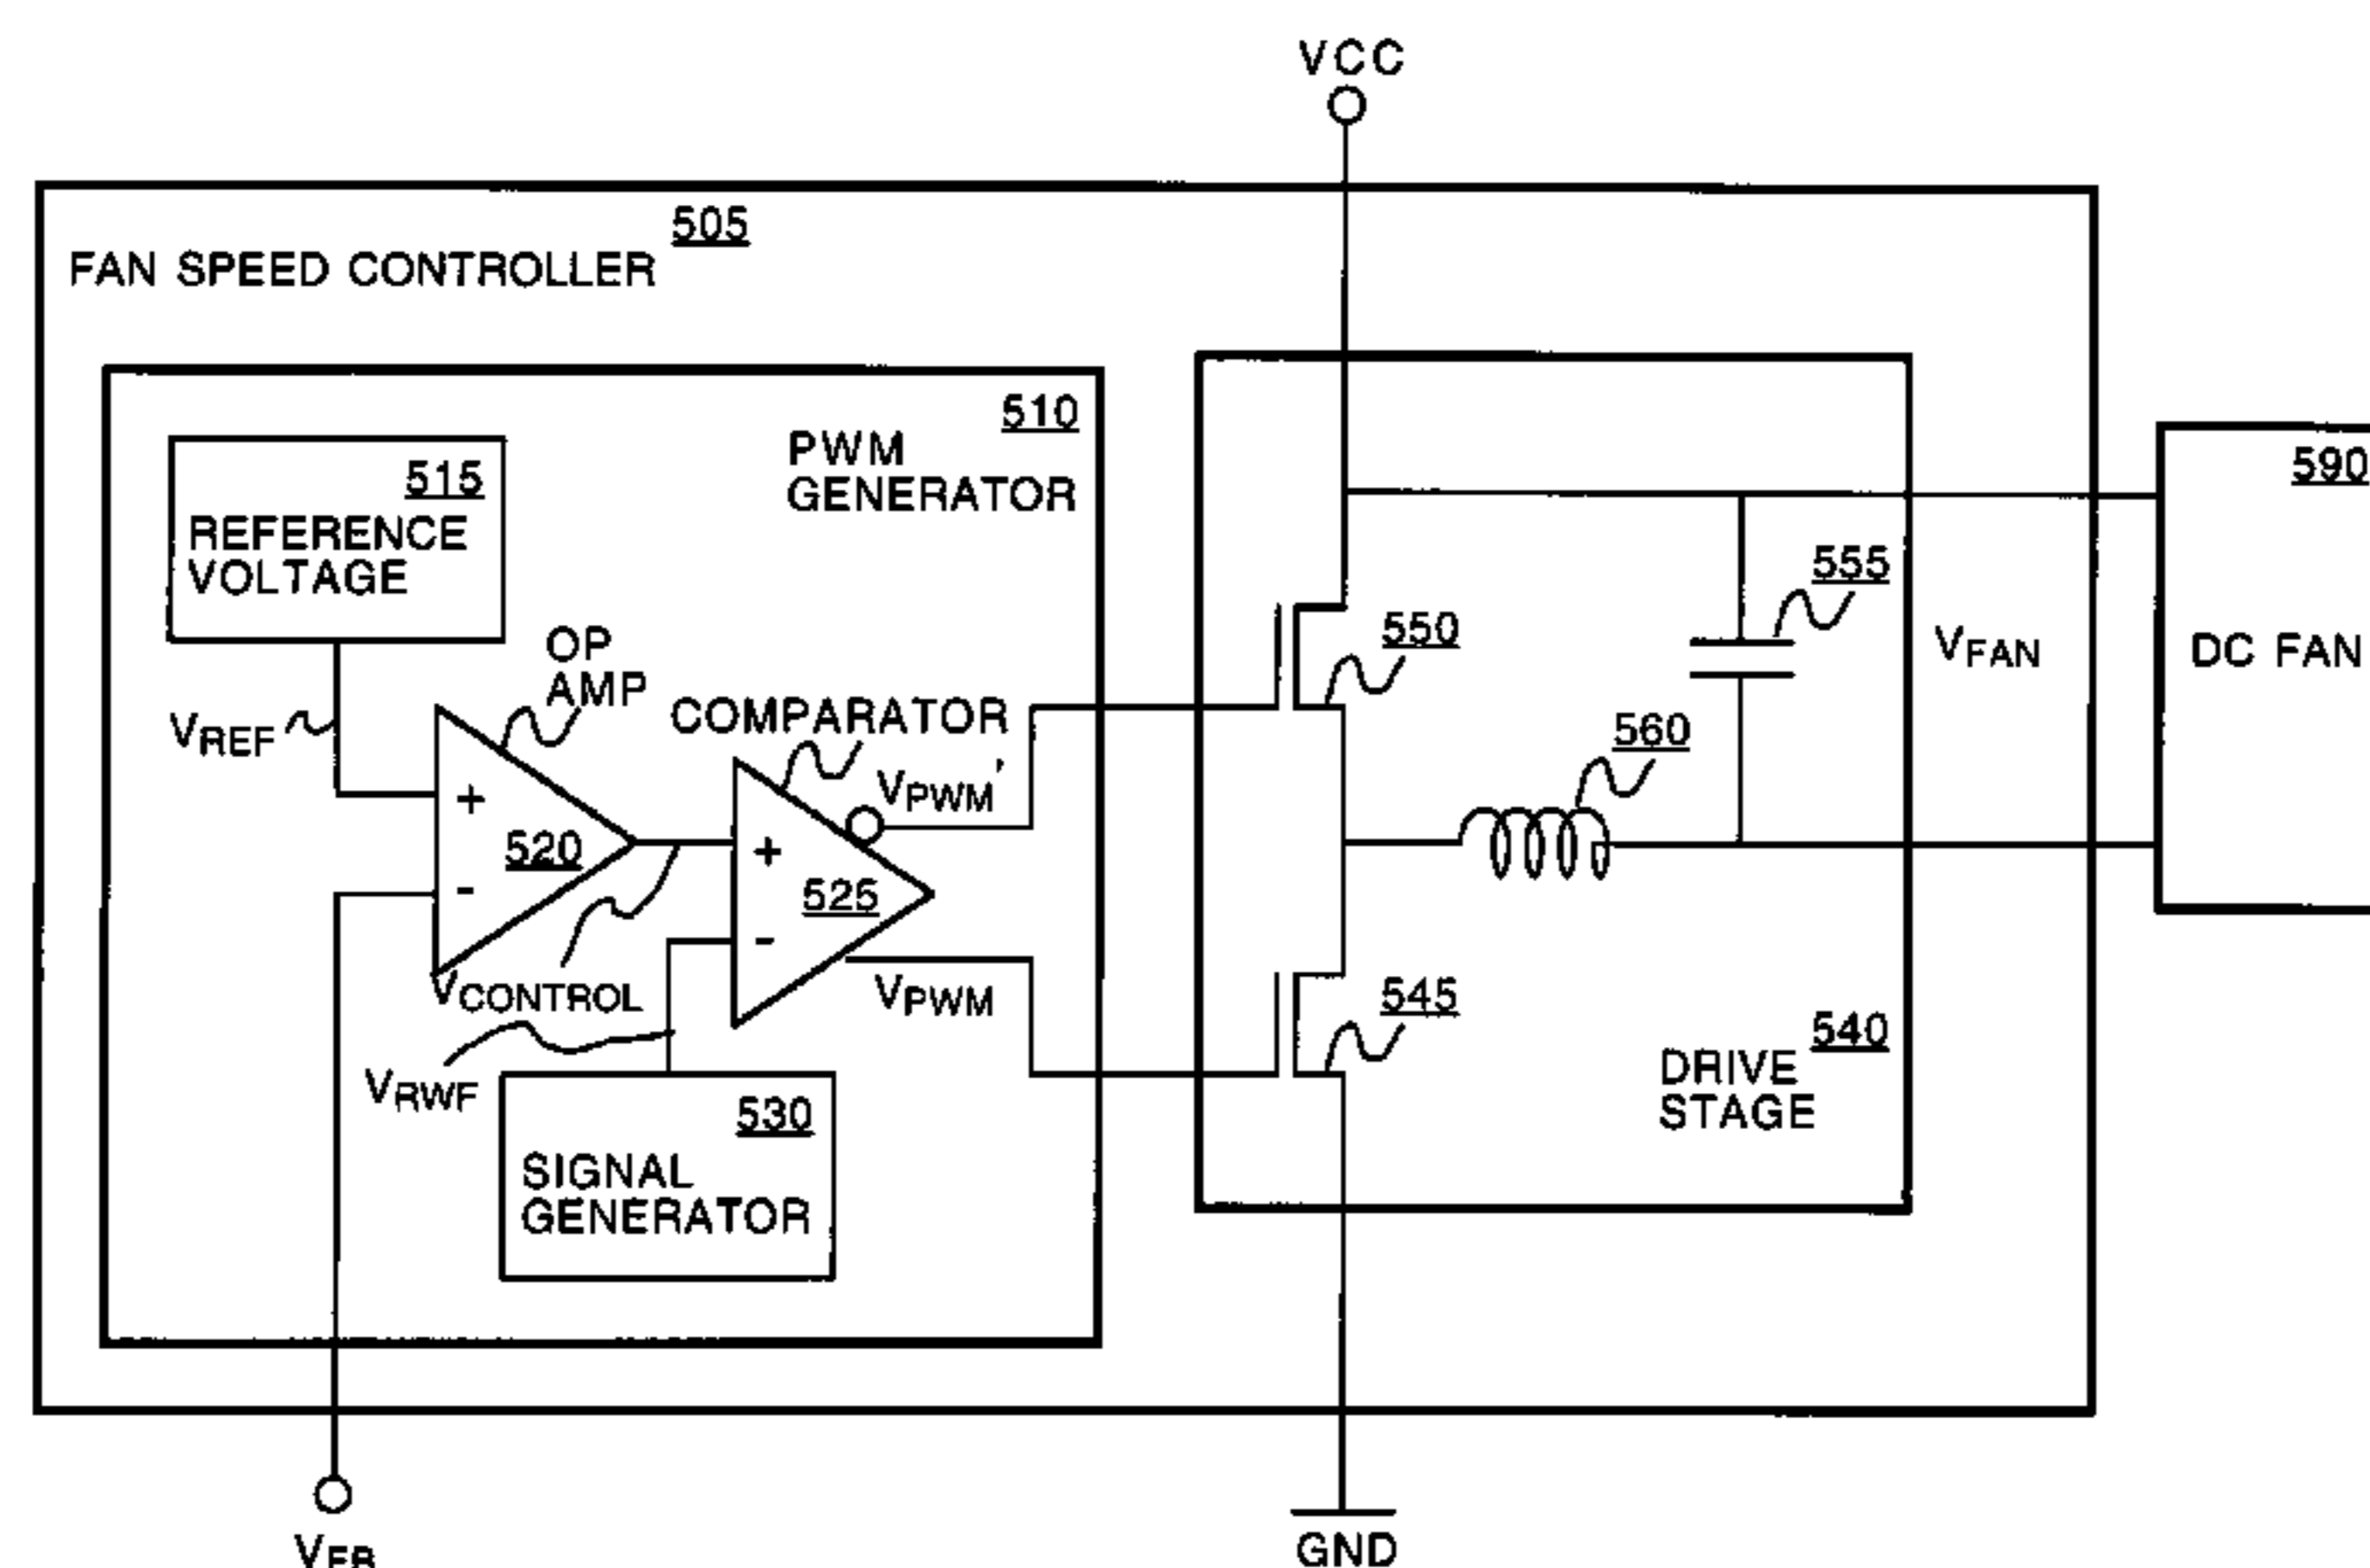 VCC
505
FAN SPEED CONTROLLER
510
PWM
GENERATOR
515
REFERENCE
VOLTAGE
590
DC FAN
555
550
VFAN
OP
AMP
COMPARATOR
VREF
VPWM'
560
+
520
-
+
525
-
VCONTROL
VPWM
545
540
DRIVE
STAGE
VRWF
530
SIGNAL
GENERATOR
VFB
GND